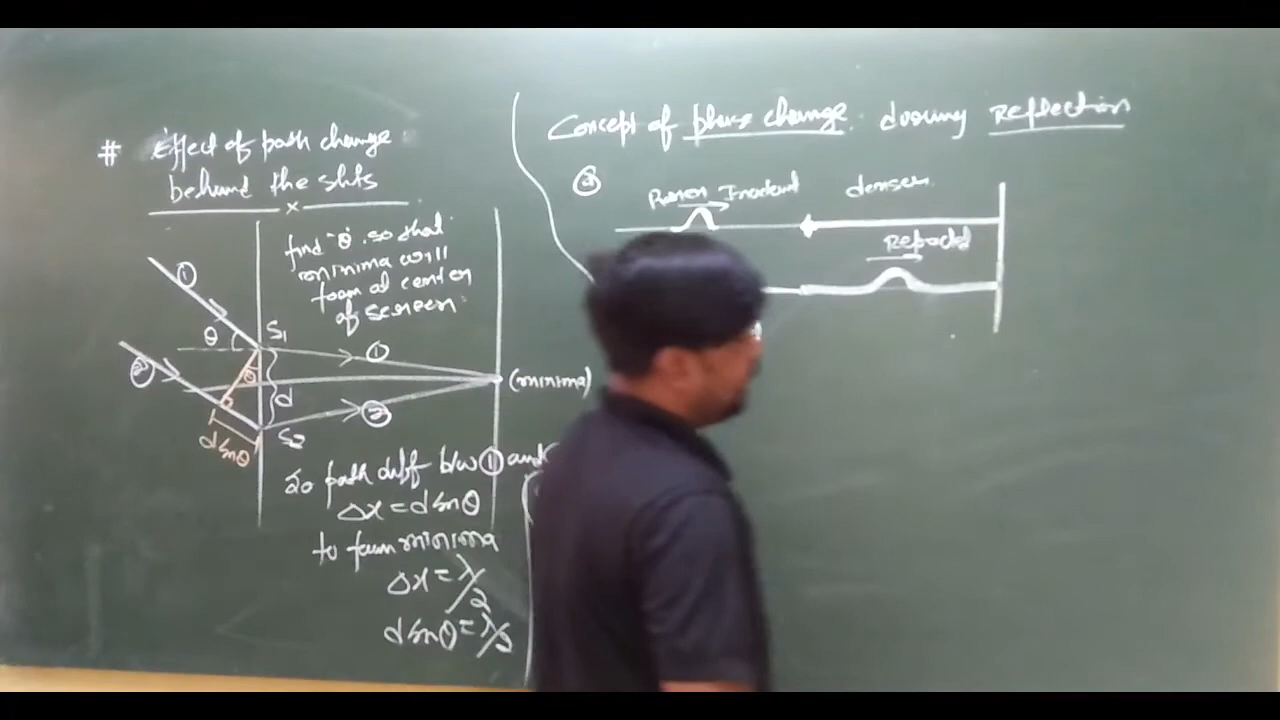 # Effect of path change
behind the slits
x
find "θ" so that
minima will
form at center
of screen.
①
θ
S₁
①
②
θ
d
(minima)
②
S₂
d sinθ
So path diff b/w ① and
Δx = d sinθ
to form minima
Δx = λ/2
d sinθ = λ/2
Concept of phase change during Reflection
ⓐ
Incident denser